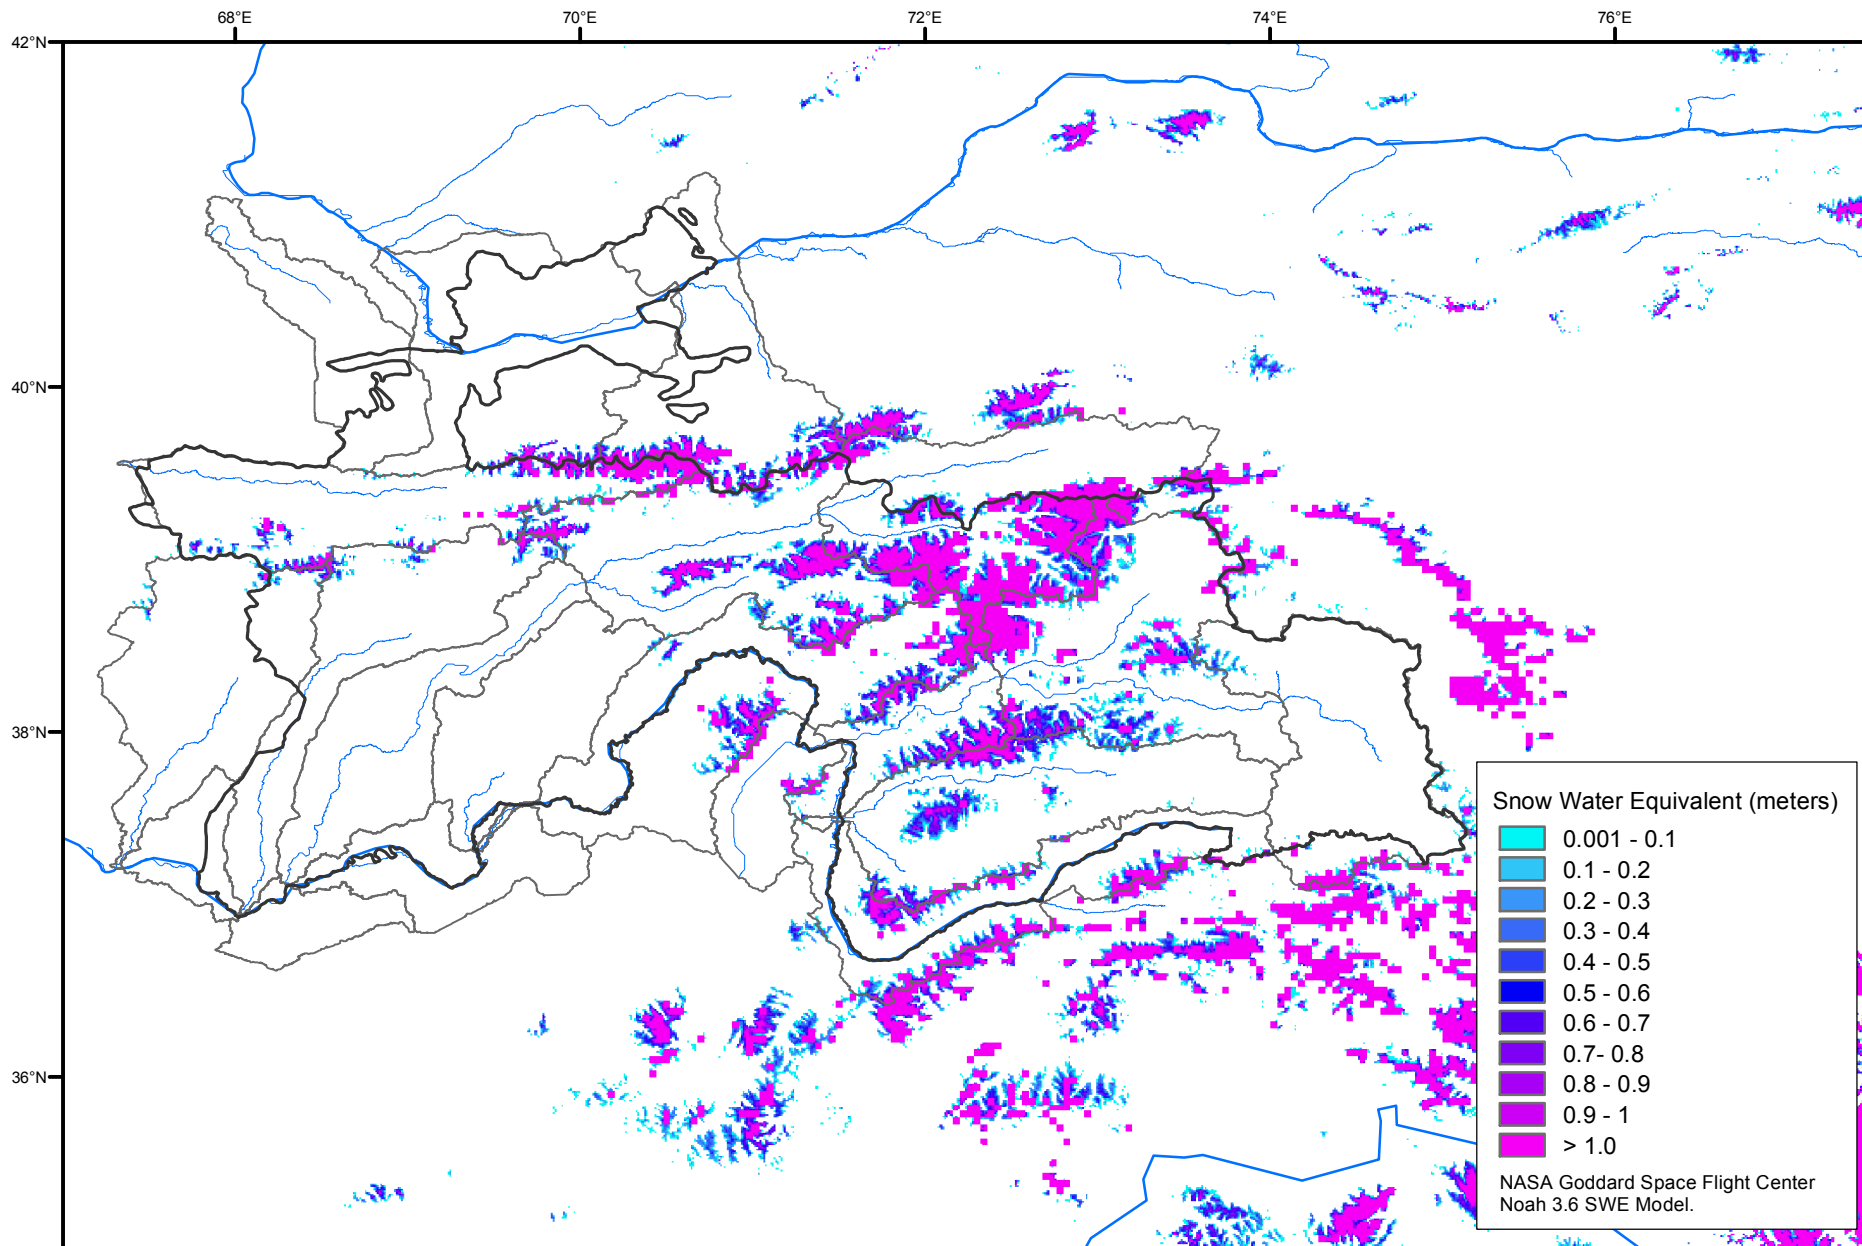 68°E
70°E
72°E
74°E
76°E
42°N
40°N
38°N
36°N
Snow Water Equivalent (meters)
0.001 - 0.1
0.1 - 0.2
0.2 - 0.3
0.3 - 0.4
0.4 - 0.5
0.5 - 0.6
0.6 - 0.7
0.7- 0.8
0.8 - 0.9
0.9 - 1
> 1.0
NASA Goddard Space Flight Center
Noah 3.6 SWE Model.